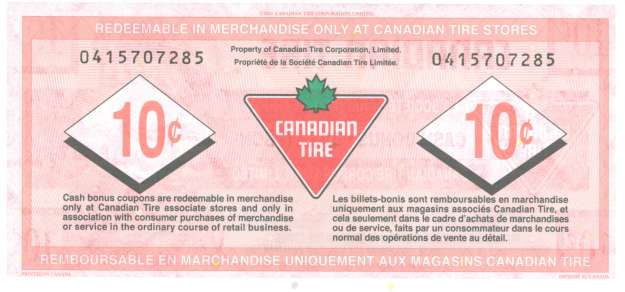 REDEEMABLE IN MERCHANDISE ONLY AT CANADIAN TIRE STORES
0415707285
Property of Canadian Tire Corporation, Limited.
Propriété de la Société Canadian Tire Limitée.
0415707285
10¢
CANADIAN
TIRE
10¢
Cash bonus coupons are redeemable in merchandise
only at Canadian Tire associate stores and only in
association with consumer purchases of merchandise
or service in the ordinary course of retail business.
Les billets-bonis sont remboursables en marchandise
uniquement aux magasins associés Canadian Tire, et
cela seulement dans le cadre d'achats de marchandises
ou de service, faits par un consommateur dans le cours
normal des opérations de vente au détail.
REMBOURSABLE EN MARCHANDISE UNIQUEMENT AUX MAGASINS CANADIAN TIRE